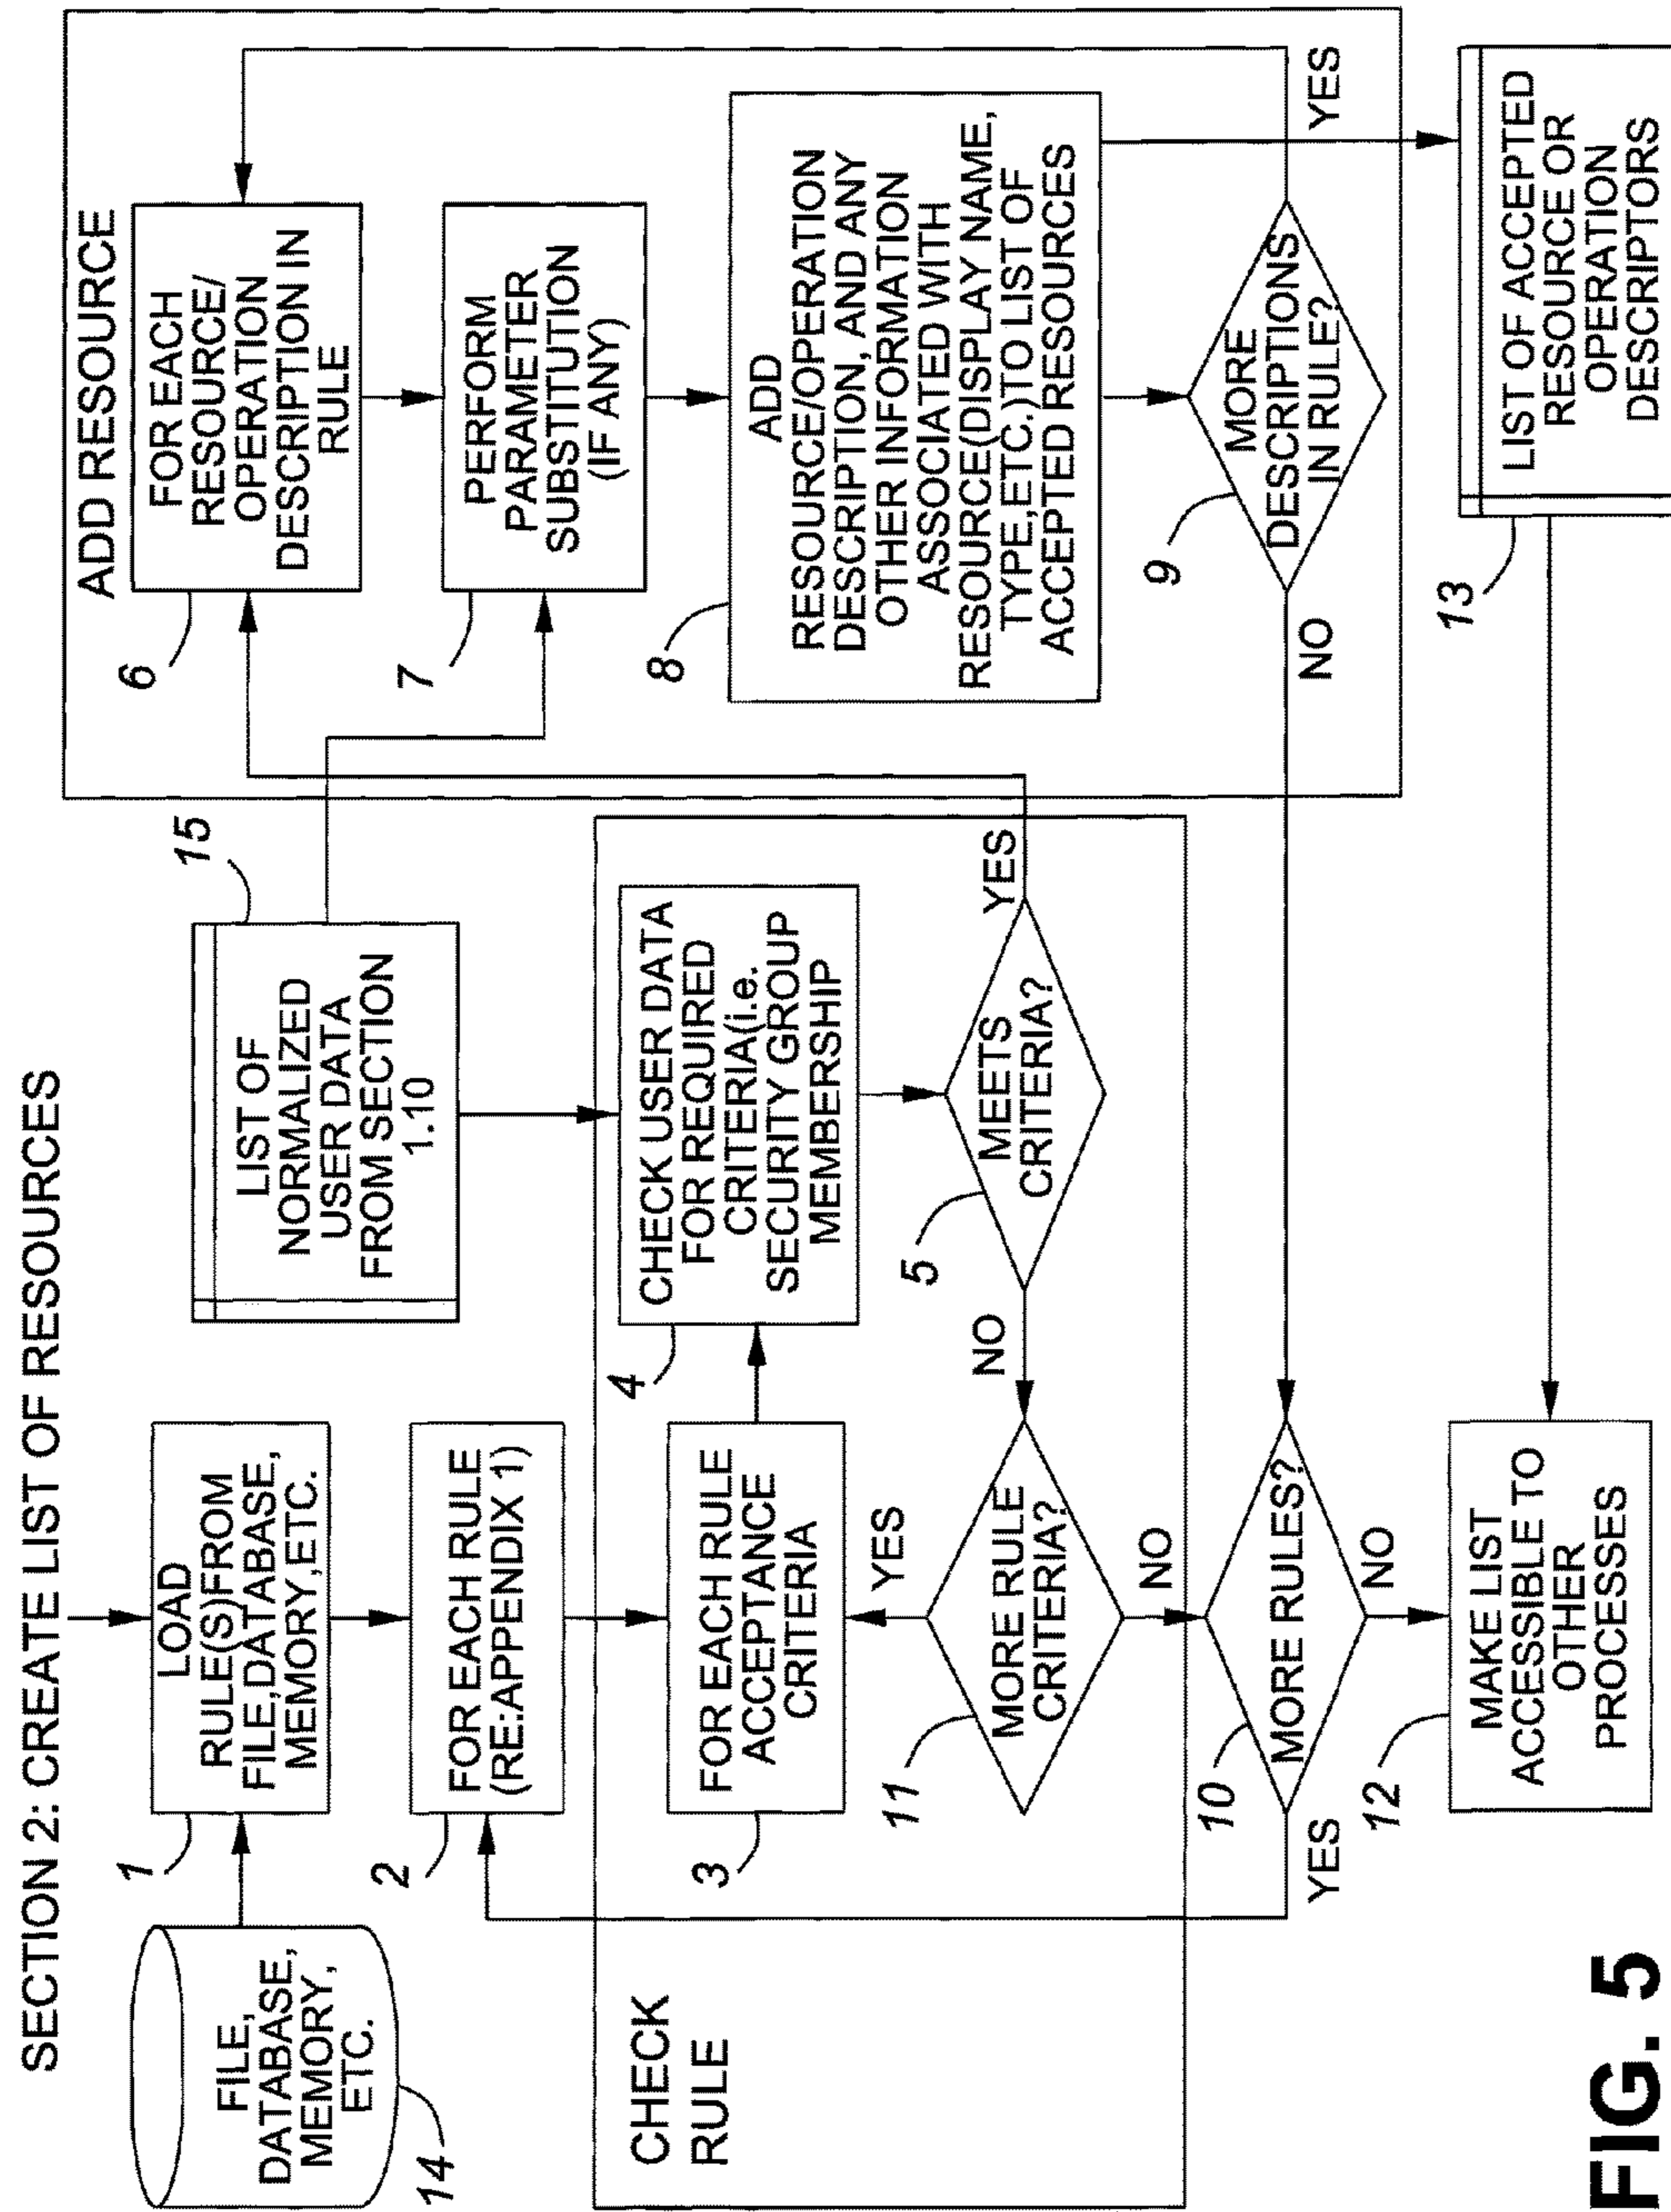 SECTION 2: CREATE LIST OF RESOURCES
FILE,
DATABASE,
MEMORY,
ETC.
14
LOAD
RULE(S)FROM
FILE,DATABASE,
MEMORY,ETC.
1
FOR EACH RULE
(RE:APPENDIX 1)
2
LIST OF
NORMALIZED
USER DATA
FROM SECTION
1.10
15
CHECK
RULE
FOR EACH RULE
ACCEPTANCE
CRITERIA
3
CHECK USER DATA
FOR REQUIRED
CRITERIA(i.e.
SECURITY GROUP
MEMBERSHIP
4
MEETS
CRITERIA?
5
YES
NO
MORE RULE
CRITERIA?
11
YES
NO
MORE RULES?
10
YES
NO
MAKE LIST
ACCESSIBLE TO
OTHER
PROCESSES
12
ADD RESOURCE
FOR EACH
RESOURCE/
OPERATION
DESCRIPTION IN
RULE
6
PERFORM
PARAMETER
SUBSTITUTION
(IF ANY)
7
ADD
RESOURCE/OPERATION
DESCRIPTION, AND ANY
OTHER INFORMATION
ASSOCIATED WITH
RESOURCE(DISPLAY NAME,
TYPE,ETC.)TO LIST OF
ACCEPTED RESOURCES
8
MORE
DESCRIPTIONS
IN RULE?
9
YES
NO
LIST OF ACCEPTED
RESOURCE OR
OPERATION
DESCRIPTORS
13
FIG. 5